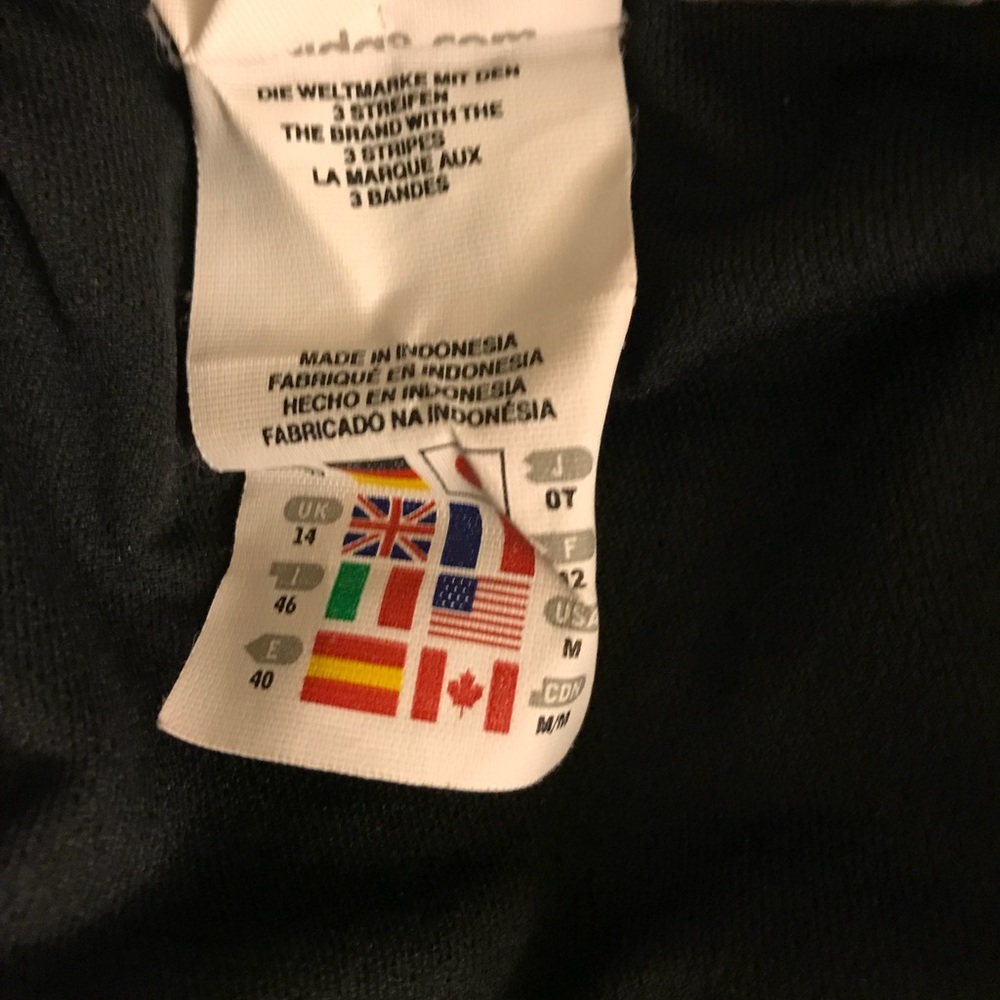 DIE WELTMARKE MIT DEN
3 STREIFEN
THE BRAND WITH THE
3 STRIPES
LA MARQUE AUX
3 BANDES
MADE IN INDONESIA
FABRIQUÉ EN INDONESIA
HECHO EN INDONESIA
FABRICADO NA INDONÉSIA
J
OT
UK
14
F
I
46
USA
M
E
40
CDN
M/M